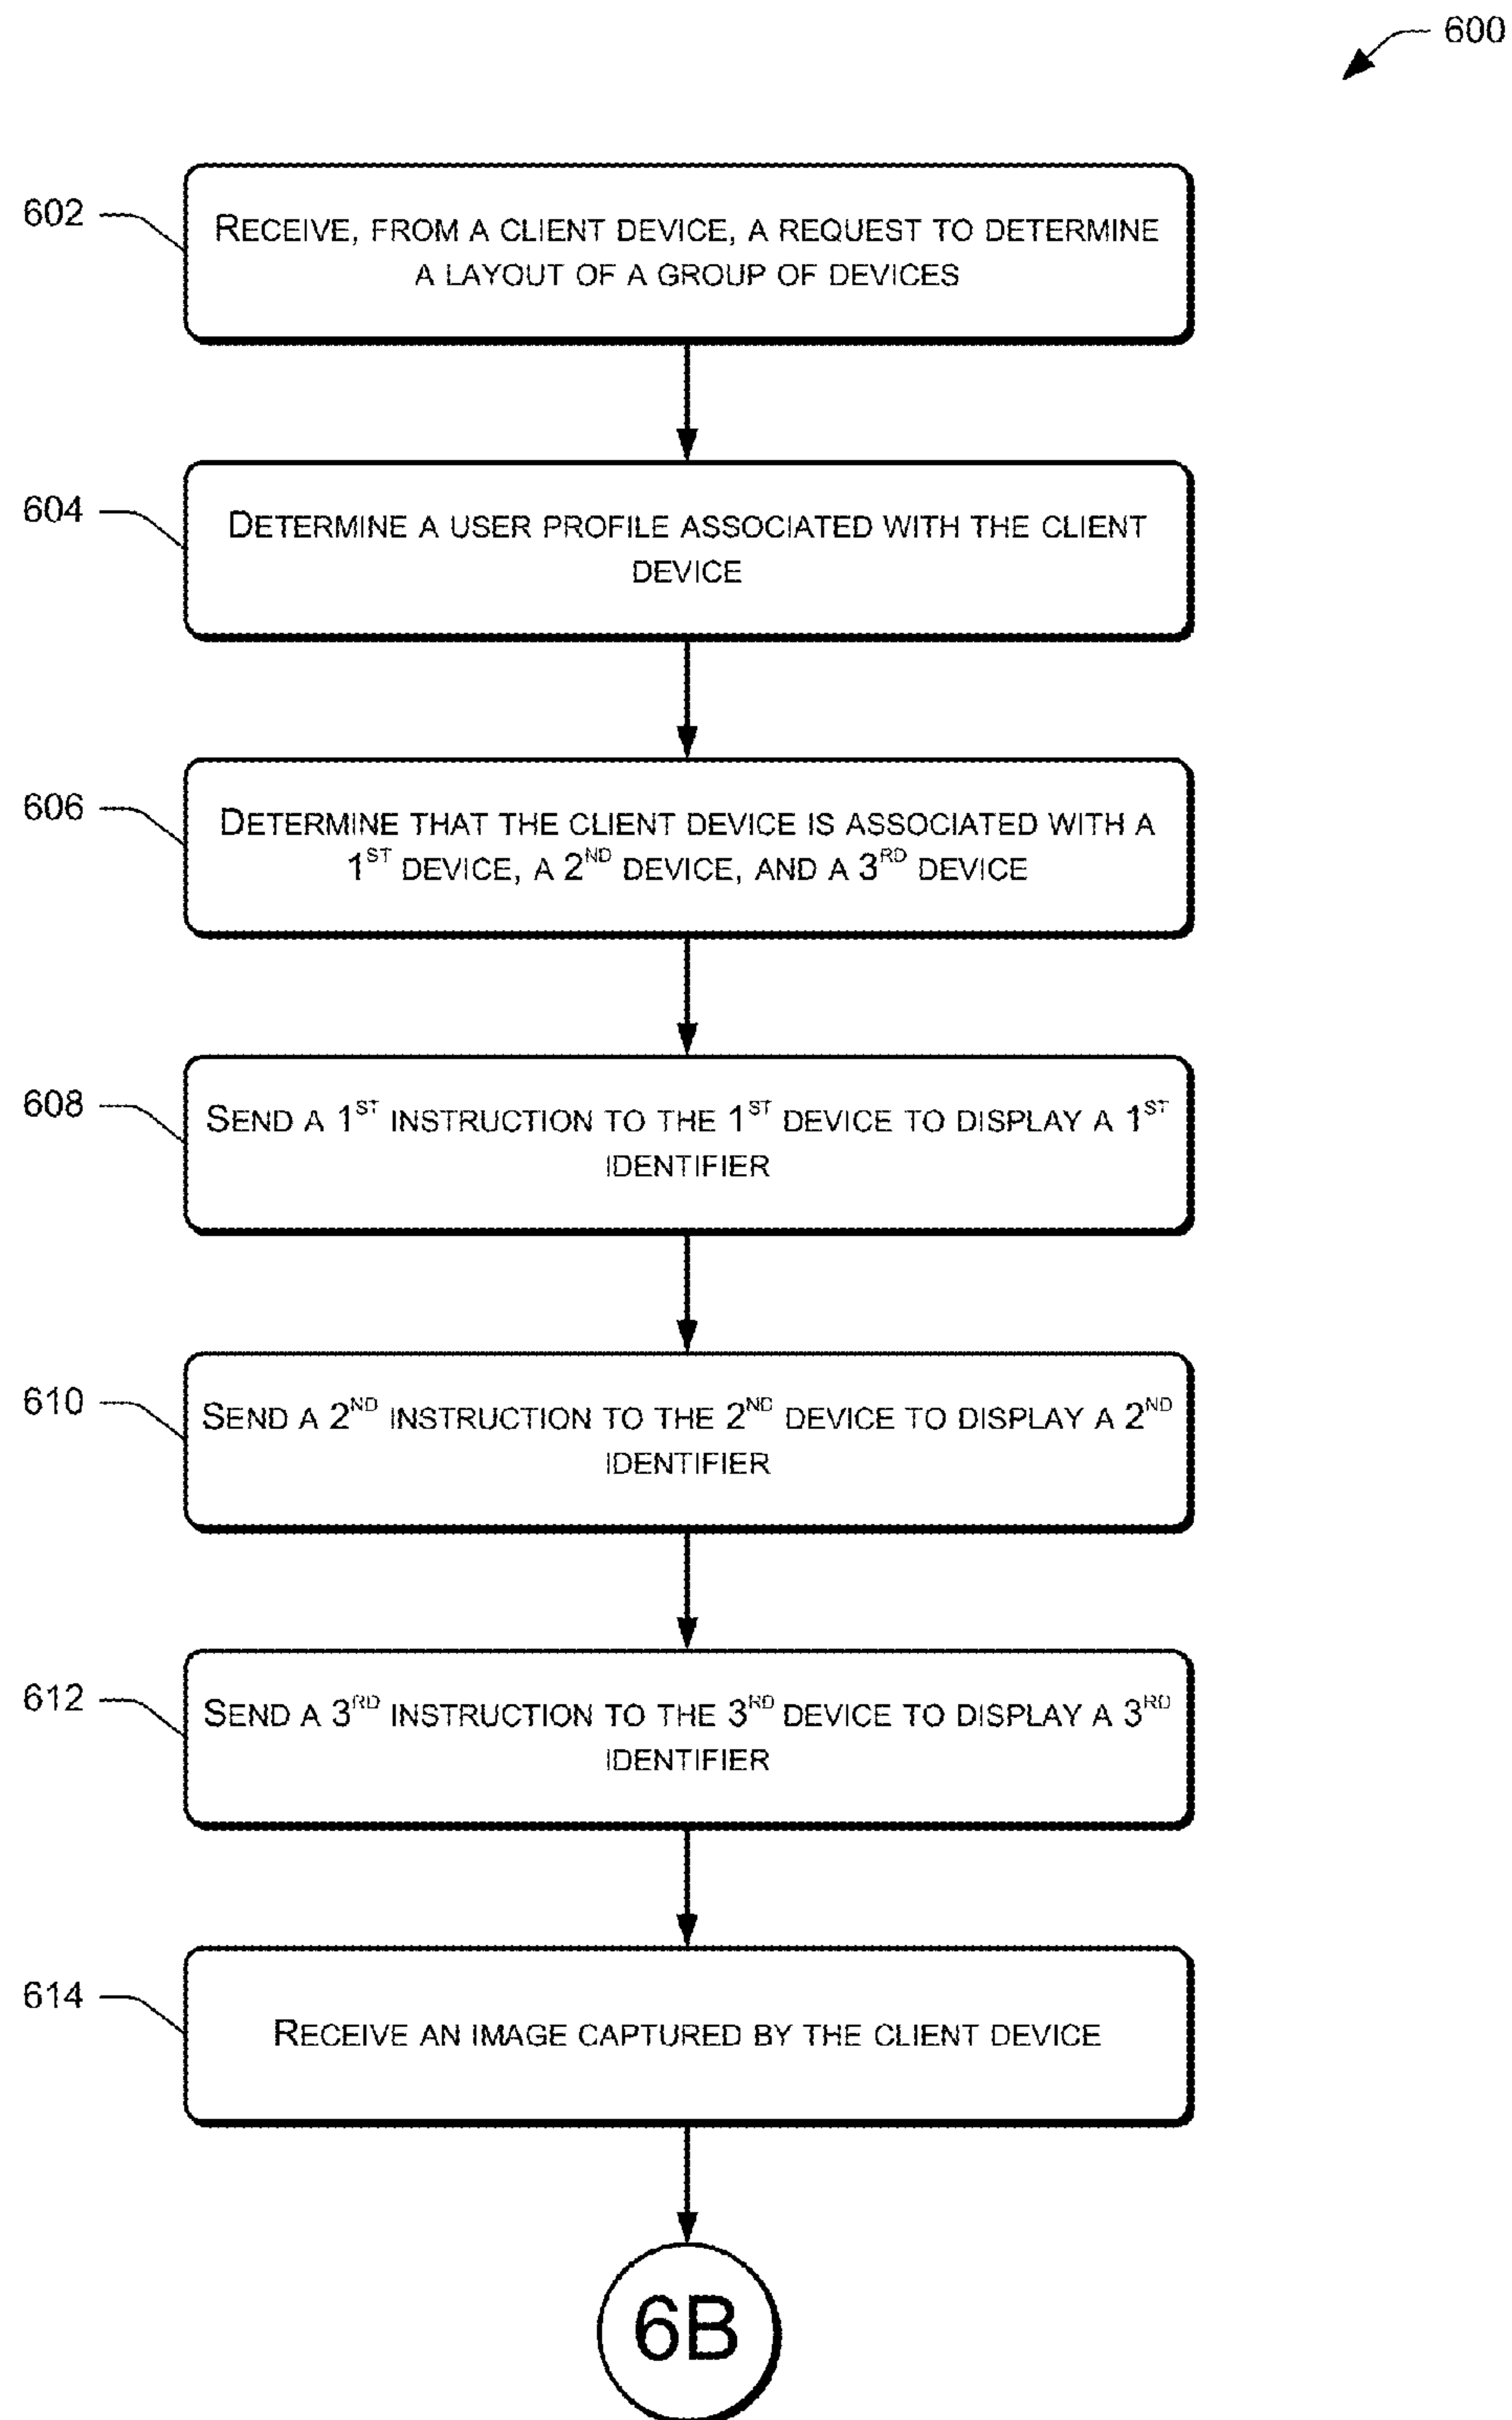 600
602
RECEIVE, FROM A CLIENT DEVICE, A REQUEST TO DETERMINE
A LAYOUT OF A GROUP OF DEVICES
604
DETERMINE A USER PROFILE ASSOCIATED WITH THE CLIENT
DEVICE
606
DETERMINE THAT THE CLIENT DEVICE IS ASSOCIATED WITH A
1ST DEVICE, A 2ND DEVICE, AND A 3RD DEVICE
608
SEND A 1ST INSTRUCTION TO THE 1ST DEVICE TO DISPLAY A 1ST
IDENTIFIER
610
SEND A 2ND INSTRUCTION TO THE 2ND DEVICE TO DISPLAY A 2ND
IDENTIFIER
612
SEND A 3RD INSTRUCTION TO THE 3RD DEVICE TO DISPLAY A 3RD
IDENTIFIER
614
RECEIVE AN IMAGE CAPTURED BY THE CLIENT DEVICE
6B